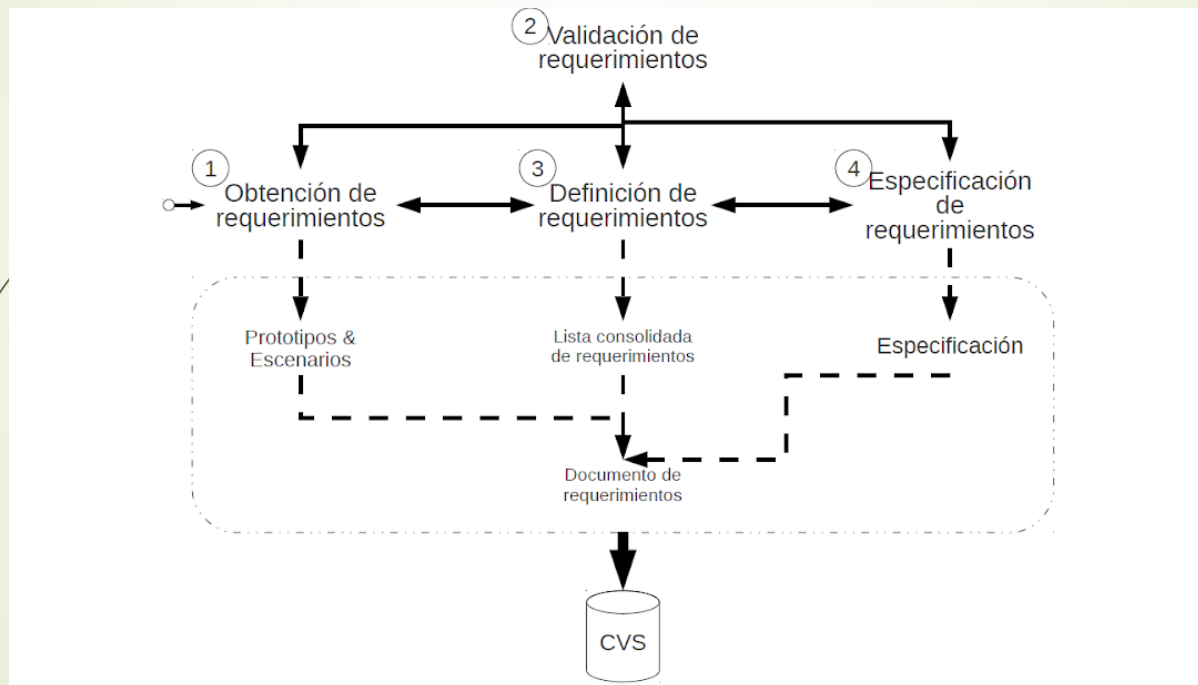 2
Validación de
requerimientos
1
Obtención de
requerimientos
3
Definición de
requerimientos
4
Especificación
de
requerimientos
Prototipos &
Escenarios
Lista consolidada
de requerimientos
Especificación
Documento de
requerimientos
CVS